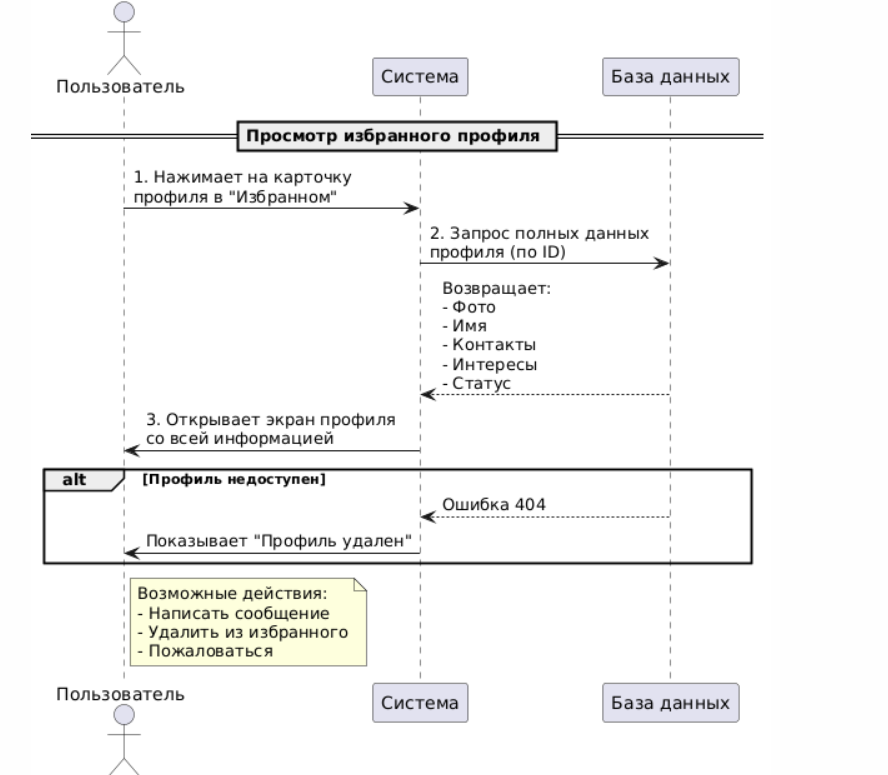 Пользователь
Система
База данных
Просмотр избранного профиля
1. Нажимает на карточку
профиля в "Избранном"
2. Запрос полных данных
профиля (по ID)
Возвращает:
- Фото
- Имя
- Контакты
- Интересы
- Статус
3. Открывает экран профиля
со всей информацией
alt
[Профиль недоступен]
Ошибка 404
Показывает "Профиль удален"
Возможные действия:
- Написать сообщение
- Удалить из избранного
- Пожаловаться
Пользователь
Система
База данных